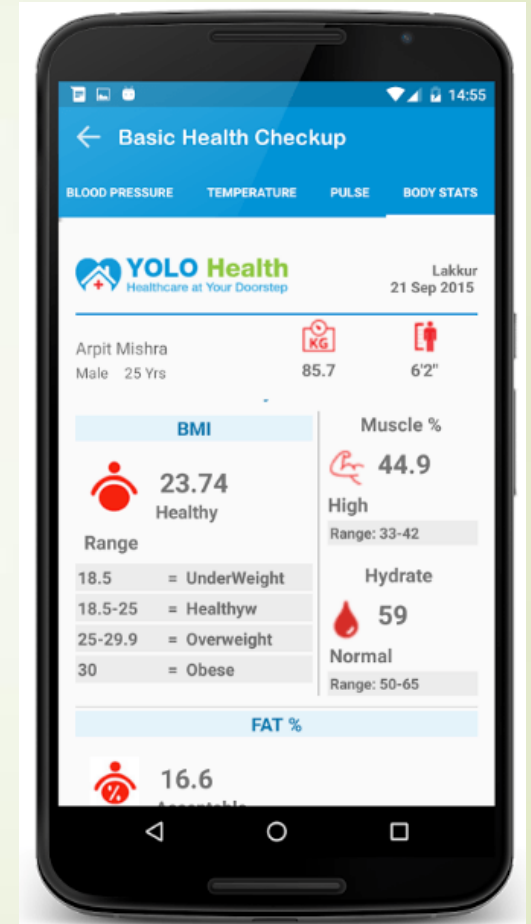 14:55
Basic Health Checkup
BLOOD PRESSURE TEMPERATURE PULSE BODY STATS
YOLO Health
Healthcare at Your Doorstep
Lakkur
21 Sep 2015
Arpit Mishra
Male 25 Yrs
KG
85.7
6'2"
BMI
23.74
Healthy
Range
18.5 = UnderWeight
18.5-25 = Healthyw
25-29.9 = Overweight
30 = Obese
Muscle %
44.9
High
Range: 33-42
Hydrate
59
Normal
Range: 50-65
FAT %
%
16.6